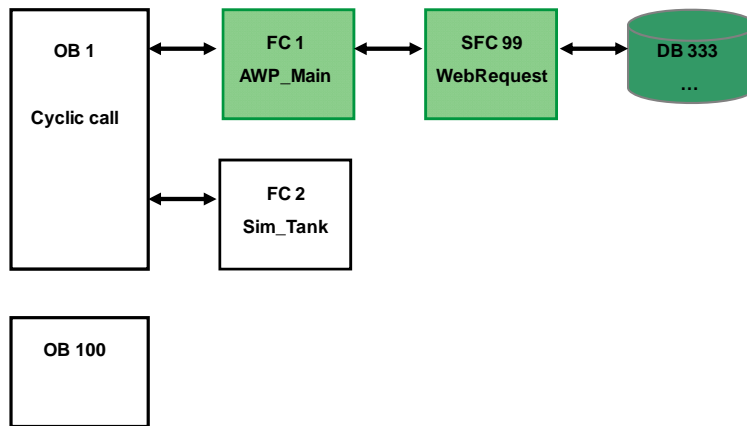 OB 1
Cyclic call
FC 1
AWP_Main
SFC 99
WebRequest
DB 333
...
FC 2
Sim_Tank
OB 100